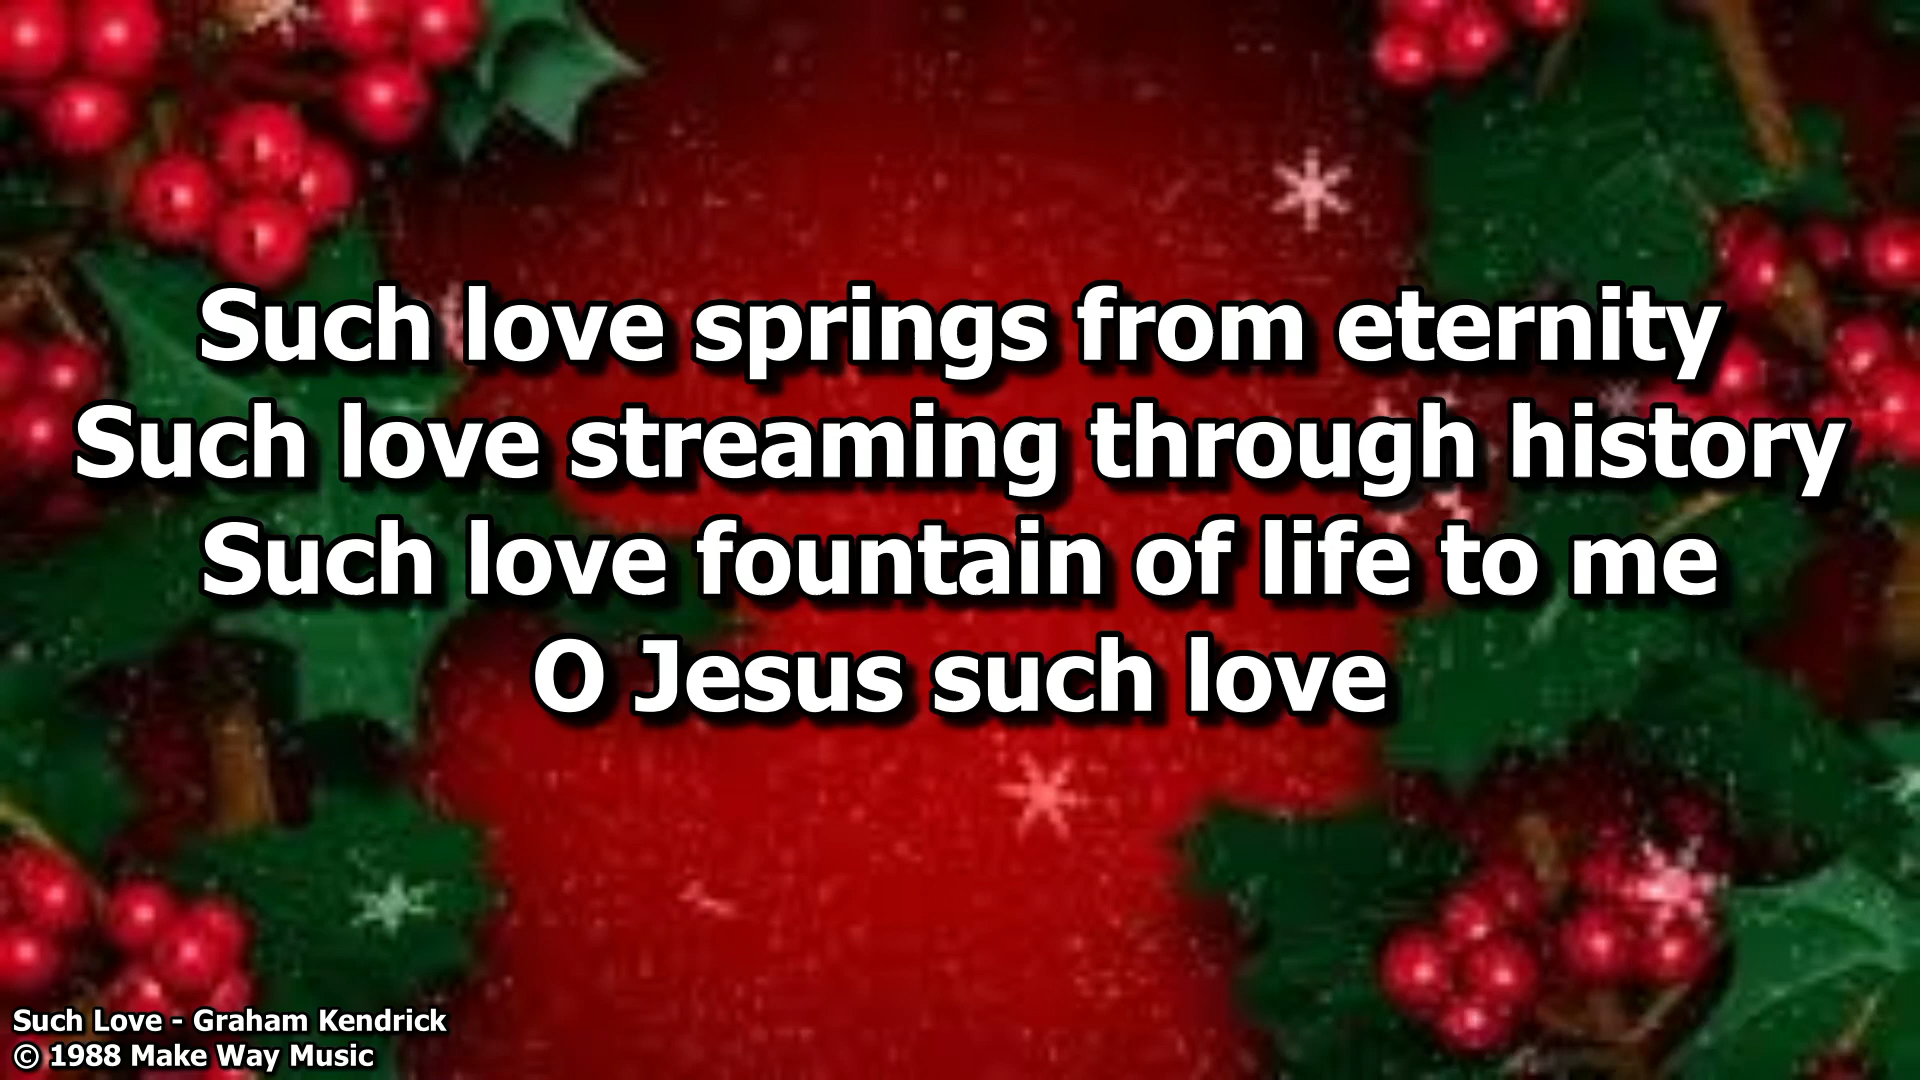 Such love springs from eternity
Such love streaming through history
Such love fountain of life to me
O Jesus such love
Such Love - Graham Kendrick
© 1988 Make Way Music